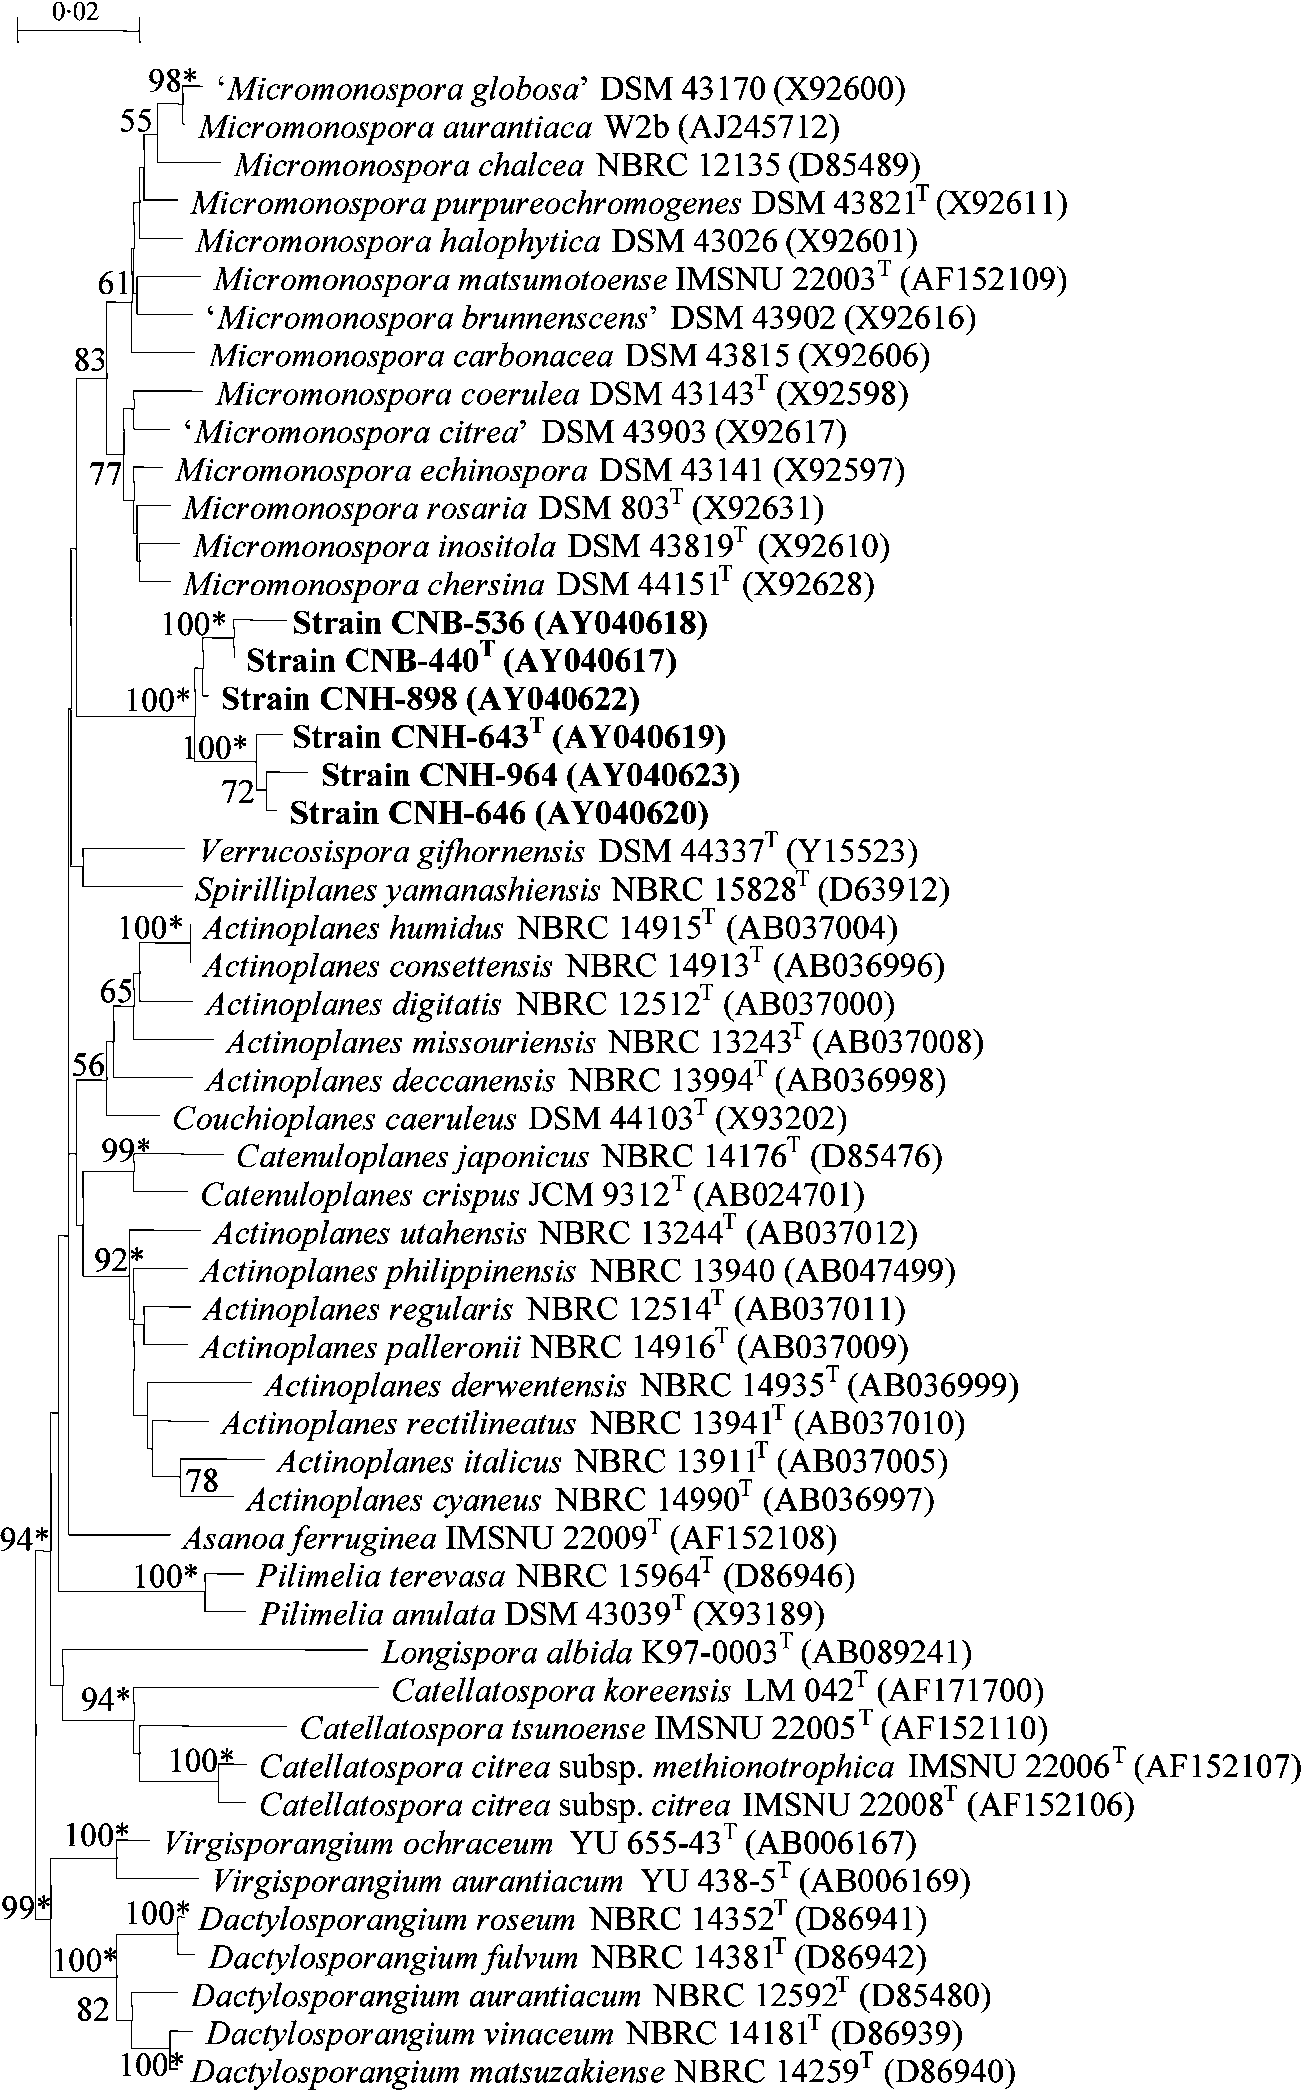 0·02
98* ‘Micromonospora globosa’ DSM 43170 (X92600)
55
Micromonospora aurantiaca W2b (AJ245712)
Micromonospora chalcea NBRC 12135 (D85489)
Micromonospora purpureochromogenes DSM 43821T (X92611)
Micromonospora halophytica DSM 43026 (X92601)
61 Micromonospora matsumotoense IMSNU 22003T (AF152109)
‘Micromonospora brunnenscens’ DSM 43902 (X92616)
83 Micromonospora carbonacea DSM 43815 (X92606)
Micromonospora coerulea DSM 43143T (X92598)
‘Micromonospora citrea’ DSM 43903 (X92617)
77 Micromonospora echinospora DSM 43141 (X92597)
Micromonospora rosaria DSM 803T (X92631)
Micromonospora inositola DSM 43819T (X92610)
Micromonospora chersina DSM 44151T (X92628)
100* Strain CNB-536 (AY040618)
Strain CNB-440T (AY040617)
100* Strain CNH-898 (AY040622)
100* Strain CNH-643T (AY040619)
Strain CNH-964 (AY040623)
72
Strain CNH-646 (AY040620)
Verrucosispora gifhornensis DSM 44337T (Y15523)
Spirilliplanes yamanashiensis NBRC 15828T (D63912)
100* Actinoplanes humidus NBRC 14915T (AB037004)
Actinoplanes consettensis NBRC 14913T (AB036996)
65 Actinoplanes digitatis NBRC 12512T (AB037000)
Actinoplanes missouriensis NBRC 13243T (AB037008)
56 Actinoplanes deccanensis NBRC 13994T (AB036998)
Couchioplanes caeruleus DSM 44103T (X93202)
99* Catenuloplanes japonicus NBRC 14176T (D85476)
Catenuloplanes crispus JCM 9312T (AB024701)
Actinoplanes utahensis NBRC 13244T (AB037012)
92* Actinoplanes philippinensis NBRC 13940 (AB047499)
Actinoplanes regularis NBRC 12514T (AB037011)
Actinoplanes palleronii NBRC 14916T (AB037009)
Actinoplanes derwentensis NBRC 14935T (AB036999)
Actinoplanes rectilineatus NBRC 13941T (AB037010)
Actinoplanes italicus NBRC 13911T (AB037005)
78
Actinoplanes cyaneus NBRC 14990T (AB036997)
94* Asanoa ferruginea IMSNU 22009T (AF152108)
100* Pilimelia terevasa NBRC 15964T (D86946)
Pilimelia anulata DSM 43039T (X93189)
Longispora albida K97-0003T (AB089241)
94* Catellatospora koreensis LM 042T (AF171700)
Catellatospora tsunoense IMSNU 22005T (AF152110)
100* Catellatospora citrea subsp. methionotrophica IMSNU 22006T (AF152107)
Catellatospora citrea subsp. citrea IMSNU 22008T (AF152106)
100* Virgisporangium ochraceum YU 655-43T (AB006167)
Virgisporangium aurantiacum YU 438-5T (AB006169)
99* 100* Dactylosporangium roseum NBRC 14352T (D86941)
100* Dactylosporangium fulvum NBRC 14381T (D86942)
82 Dactylosporangium aurantiacum NBRC 12592T (D85480)
Dactylosporangium vinaceum NBRC 14181T (D86939)
100* Dactylosporangium matsuzakiense NBRC 14259T (D86940)